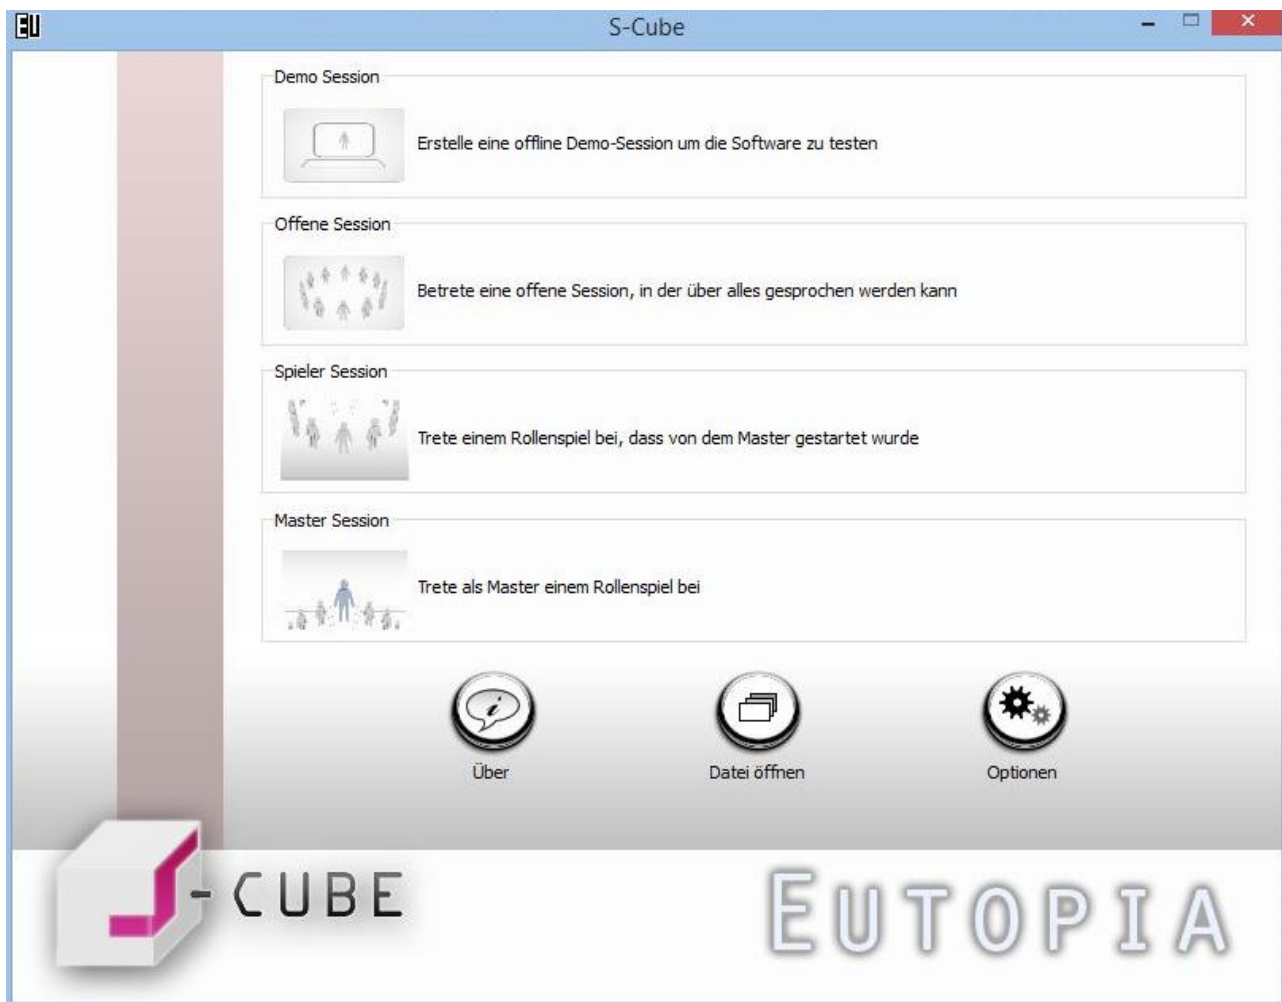 EU
S-Cube
Demo Session
Erstelle eine offline Demo-Session um die Software zu testen
Offene Session
Betrete eine offene Session, in der über alles gesprochen werden kann
Spieler Session
Trete einem Rollenspiel bei, dass von dem Master gestartet wurde
Master Session
Trete als Master einem Rollenspiel bei
Über
Datei öffnen
Optionen
S-CUBE
EUTOPIA